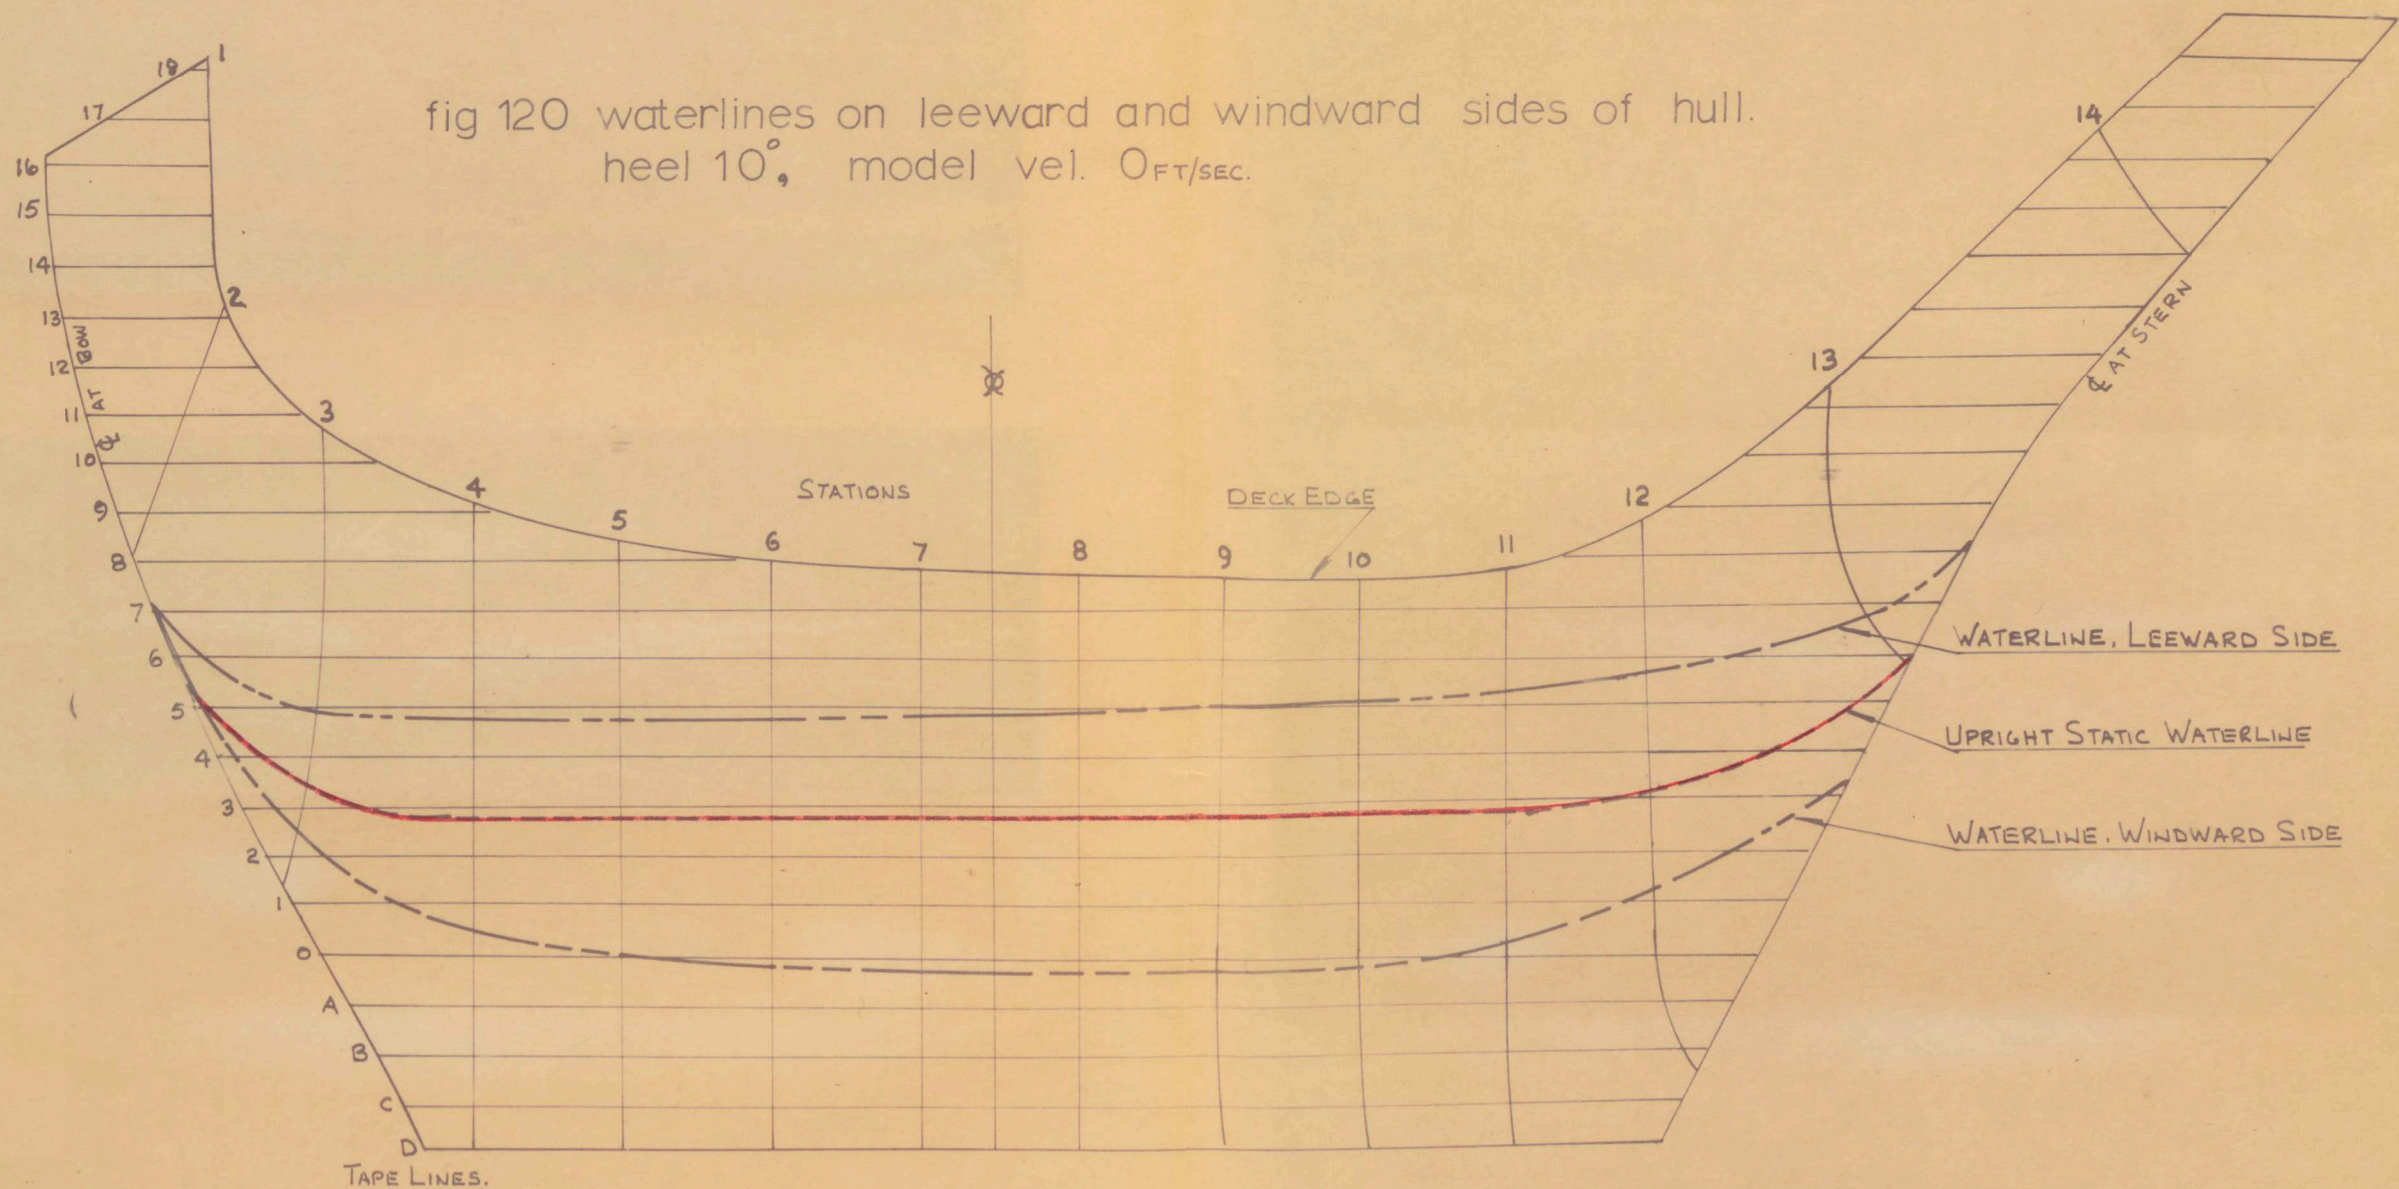 fig 120 waterlines on leeward and windward sides of hull.
heel 10°, model vel. 0 FT/SEC.
1
18
17
16
15
14
13
12
11
10
9
8
7
6
5
4
3
2
1
0
A
B
C
D
TAPE LINES.
℄ AT BOW
2
3
4
5
6
7
8
9
10
11
12
13
14
STATIONS
DECK EDGE
℄ AT STERN
WATERLINE, LEEWARD SIDE
UPRIGHT STATIC WATERLINE
WATERLINE. WINDWARD SIDE